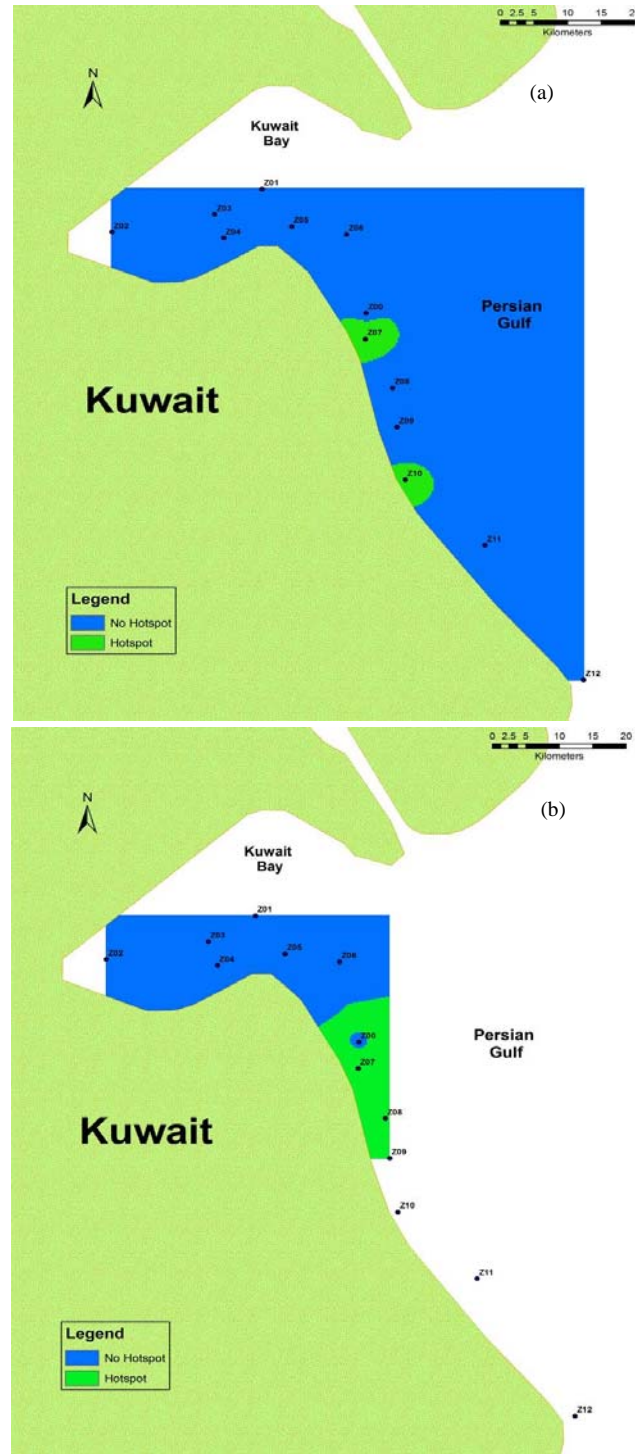 0 2.5 5 10 15 20
Kilometers
N
(a)
Kuwait
Bay
Z01
Z03
Z02
Z04
Z05
Z06
Z00
Persian
Gulf
Z07
Kuwait
Z08
Z09
Z10
Z11
Legend
No Hotspot
Hotspot
Z12
0 2.5 5 10 15 20
Kilometers
N
(b)
Kuwait
Bay
Z01
Z03
Z02
Z04
Z05
Z06
Z00
Persian
Gulf
Z07
Kuwait
Z08
Z09
Z10
Z11
Legend
No Hotspot
Hotspot
Z12